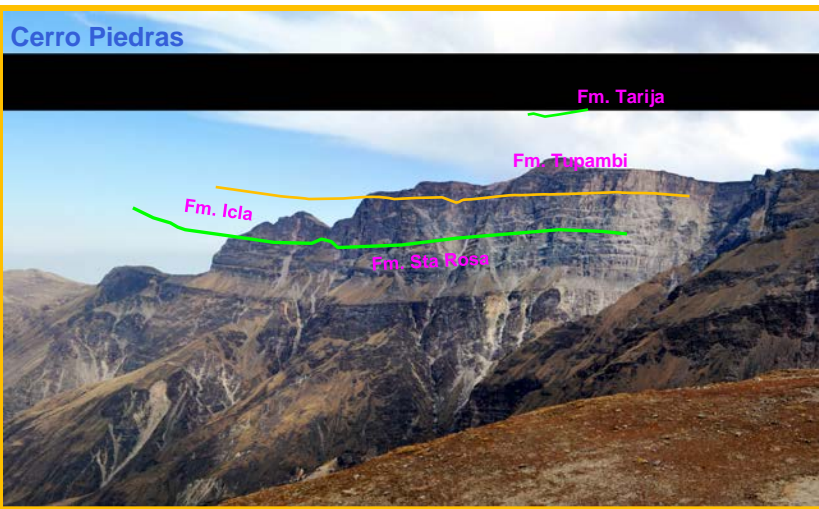 Cerro Piedras
Fm. Tarija
Fm. Tupambi
Fm. Icla
Fm. Sta Rosa